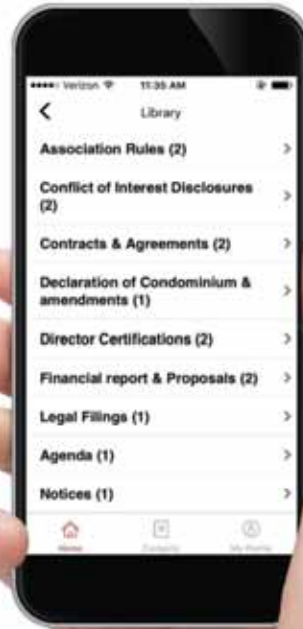 Verizon 11:35 AM
Library
Association Rules (2)
Conflict of Interest Disclosures
(2)
Contracts & Agreements (2)
Declaration of Condominium &
amendments (1)
Director Certifications (2)
Financial report & Proposals (2)
Legal Filings (1)
Agenda (1)
Notices (1)
Home
My Profile